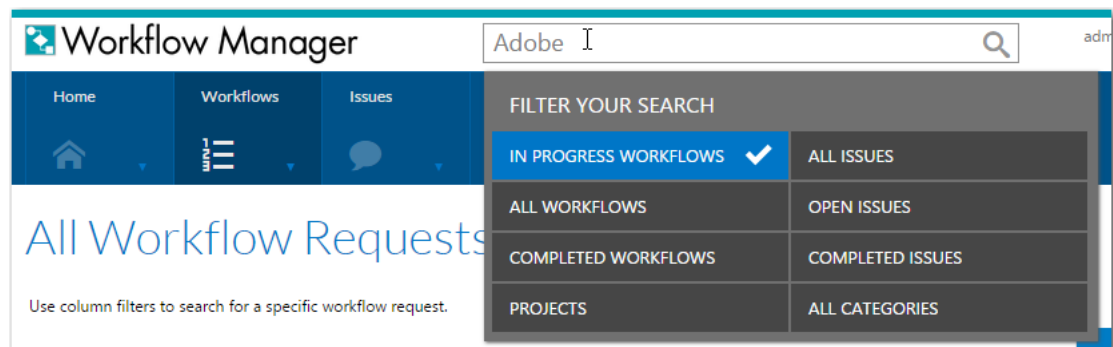 Workflow Manager
Adobe
adm
Home
Workflows
Issues
FILTER YOUR SEARCH
IN PROGRESS WORKFLOWS
ALL ISSUES
ALL WORKFLOWS
OPEN ISSUES
COMPLETED WORKFLOWS
COMPLETED ISSUES
PROJECTS
ALL CATEGORIES
All Workflow Requests
Use column filters to search for a specific workflow request.